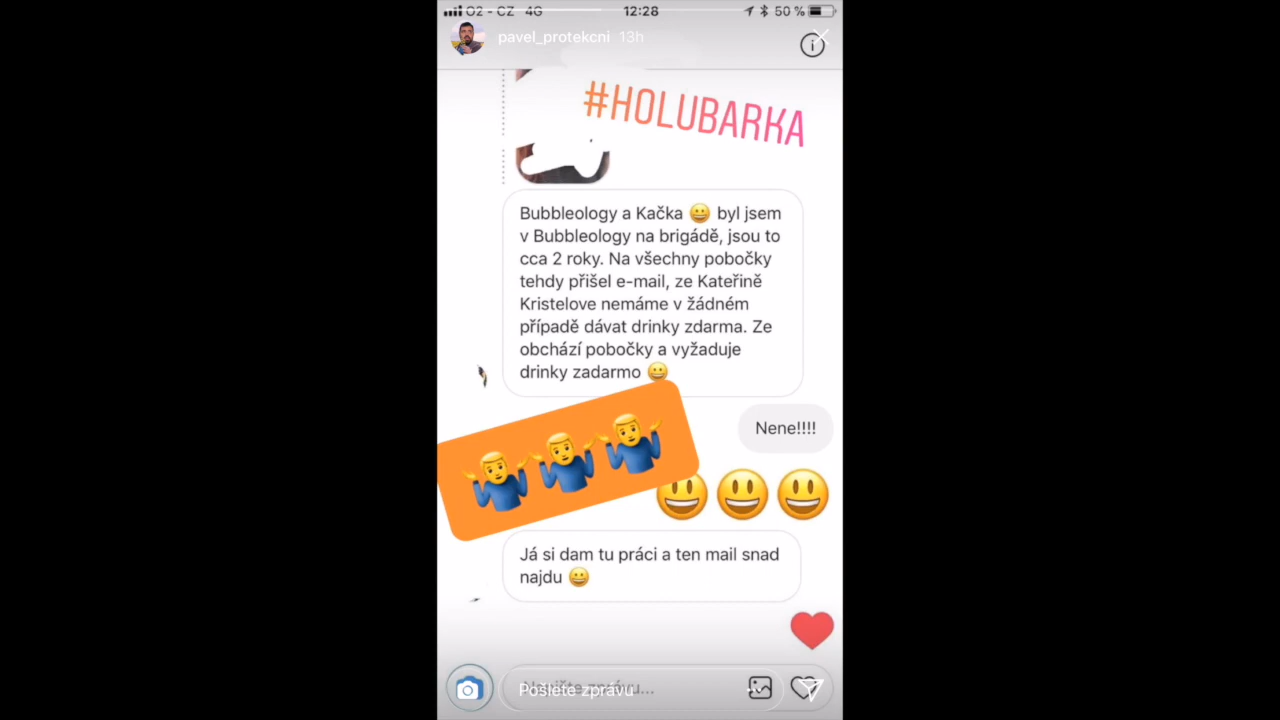 O2 - CZ 4G 12:28 50 %
pavel_protekcni 13h
#HOLUBARKA
Bubbleology a Kačka 😀 byl jsem
v Bubbleology na brigádě, jsou to
cca 2 roky. Na všechny pobočky
tehdy přišel e-mail, ze Kateřině
Kristelove nemáme v žádném
případě dávat drinky zdarma. Ze
obchází pobočky a vyžaduje
drinky zadarmo 😀
Nene!!!!
Já si dam tu práci a ten mail snad
najdu 😀
Pošlete zprávu...